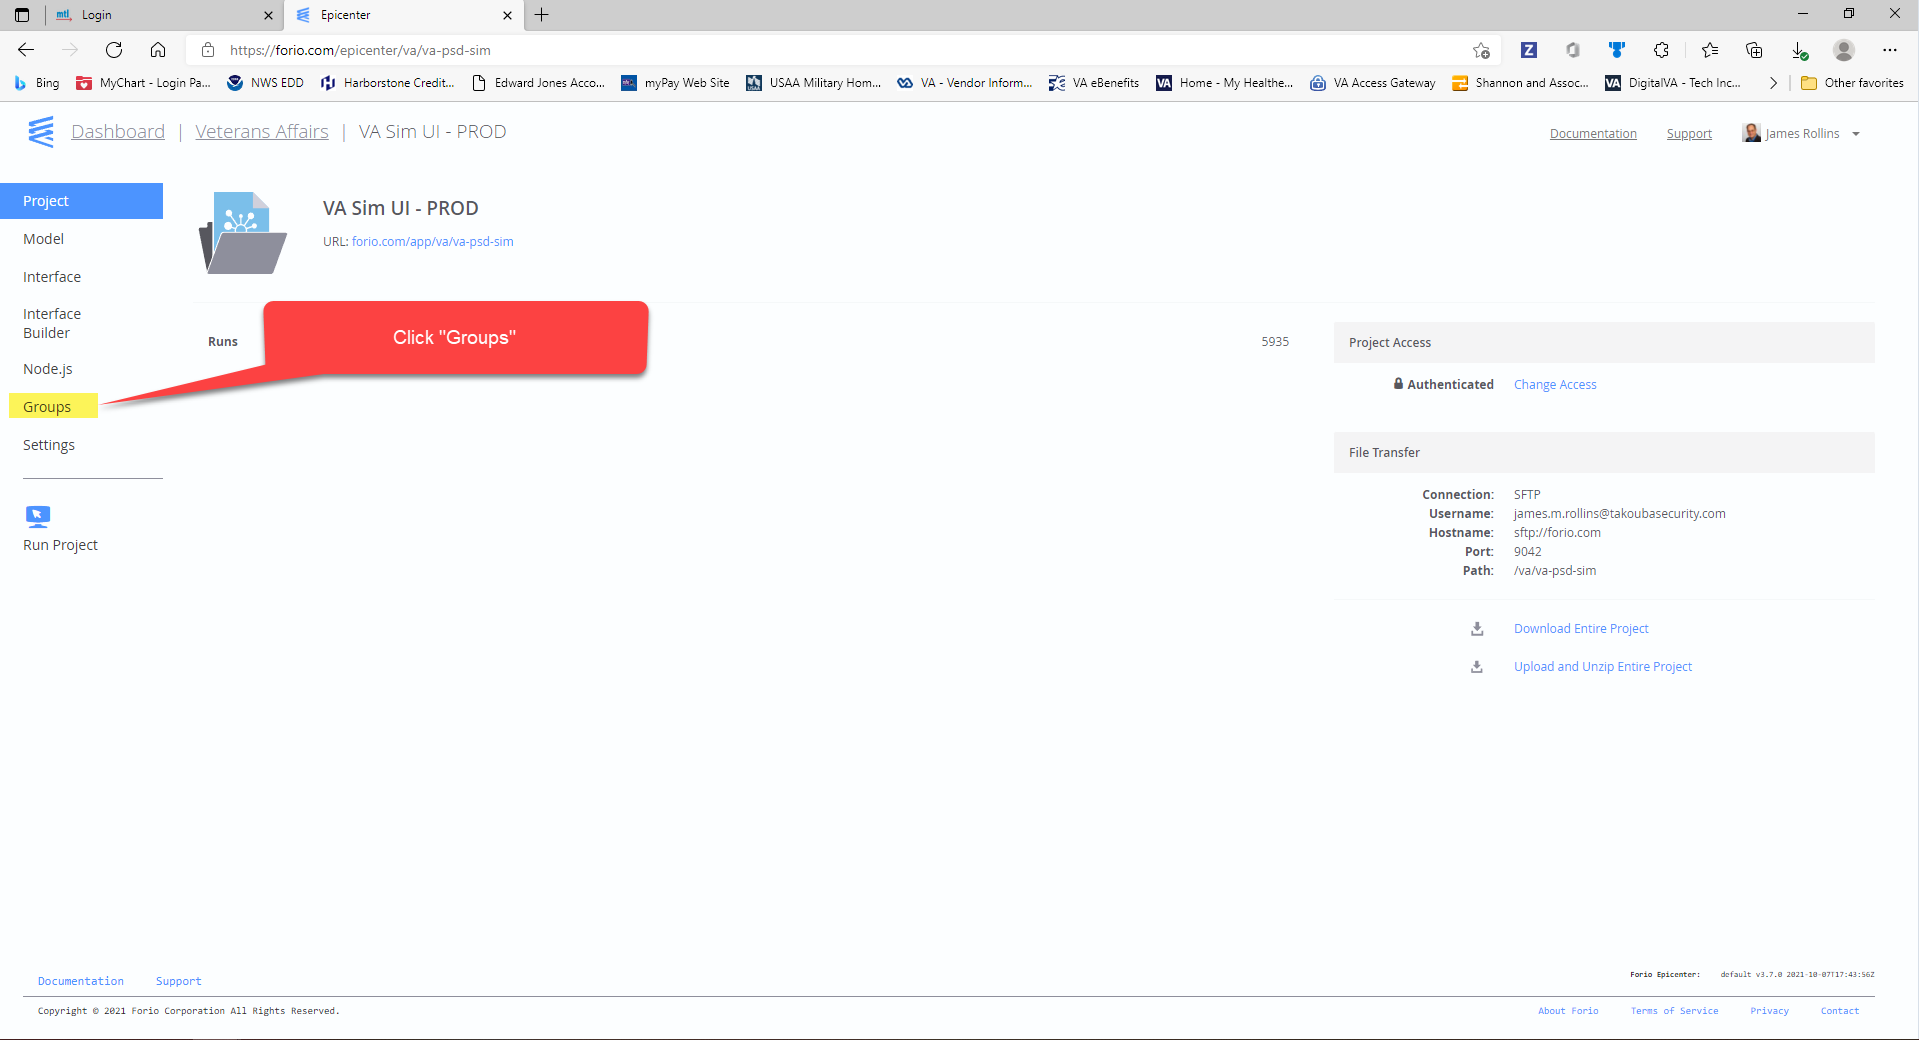 mtl Login
Epicenter
https://forio.com/epicenter/va/va-psd-sim
Bing MyChart - Login Pa... NWS EDD Harborstone Credit... Edward Jones Acco... myPay Web Site USAA Military Hom... VA - Vendor Inform... VA eBenefits VA Home - My Healthe... VA Access Gateway Shannon and Assoc... VA DigitalVA - Tech Inc... Other favorites
Dashboard | Veterans Affairs | VA Sim UI - PROD
Documentation Support James Rollins
Project
Model
Interface
Interface
Builder
Node.js
Groups
Settings
Run Project
VA Sim UI - PROD
URL: forio.com/app/va/va-psd-sim
Click "Groups"
Runs 5935
Project Access
Authenticated Change Access
File Transfer
Connection: SFTP
Username: james.m.rollins@takoubasecurity.com
Hostname: sftp://forio.com
Port: 9042
Path: /va/va-psd-sim
Download Entire Project
Upload and Unzip Entire Project
Documentation Support
Forio Epicenter: default v3.7.0 2021-10-07T17:43:56Z
Copyright © 2021 Forio Corporation All Rights Reserved.
About Forio Terms of Service Privacy Contact